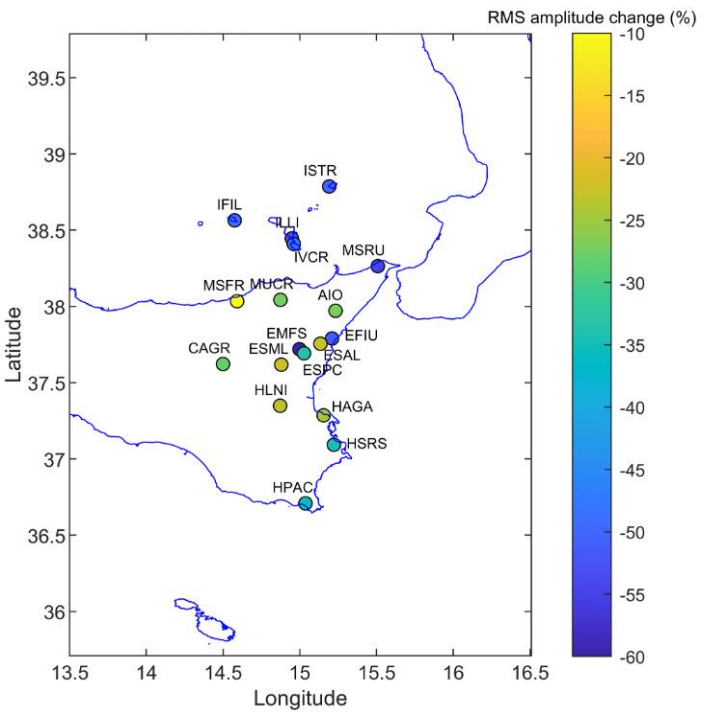 RMS amplitude change (%)
39.5
39
38.5
38
37.5
37
36.5
36
13.5
14
14.5
15
15.5
16
16.5
Latitude
Longitude
-10
-15
-20
-25
-30
-35
-40
-45
-50
-55
-60
ISTR
IFIL
ILLI
IVCR
MSRU
MSFR
MUCR
AIO
EMFS
EFIU
CAGR
ESML
ESAL
ESPC
HLNI
HAGA
HSRS
HPAC